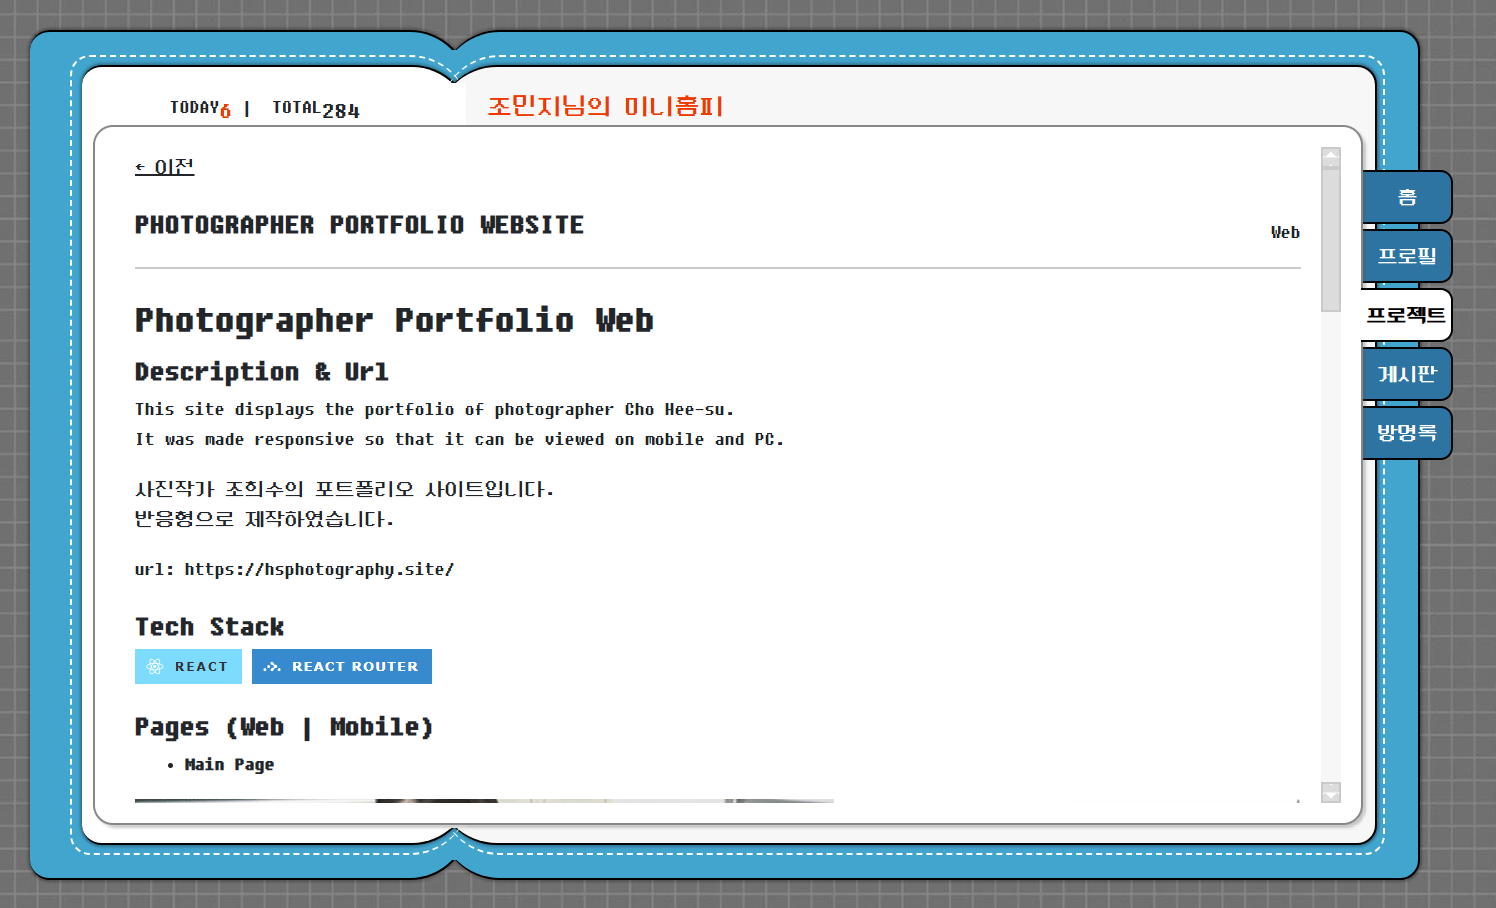 TODAY6 | TOTAL284
조민지님의 미니홈피
← 이전
PHOTOGRAPHER PORTFOLIO WEBSITE
Web
Photographer Portfolio Web
Description & Url
This site displays the portfolio of photographer Cho Hee-su.
It was made responsive so that it can be viewed on mobile and PC.
사진작가 조희수의 포트폴리오 사이트입니다.
반응형으로 제작하였습니다.
url: https://hsphotography.site/
Tech Stack
REACT
REACT ROUTER
Pages (Web | Mobile)
• Main Page
홈
프로필
프로젝트
게시판
방명록